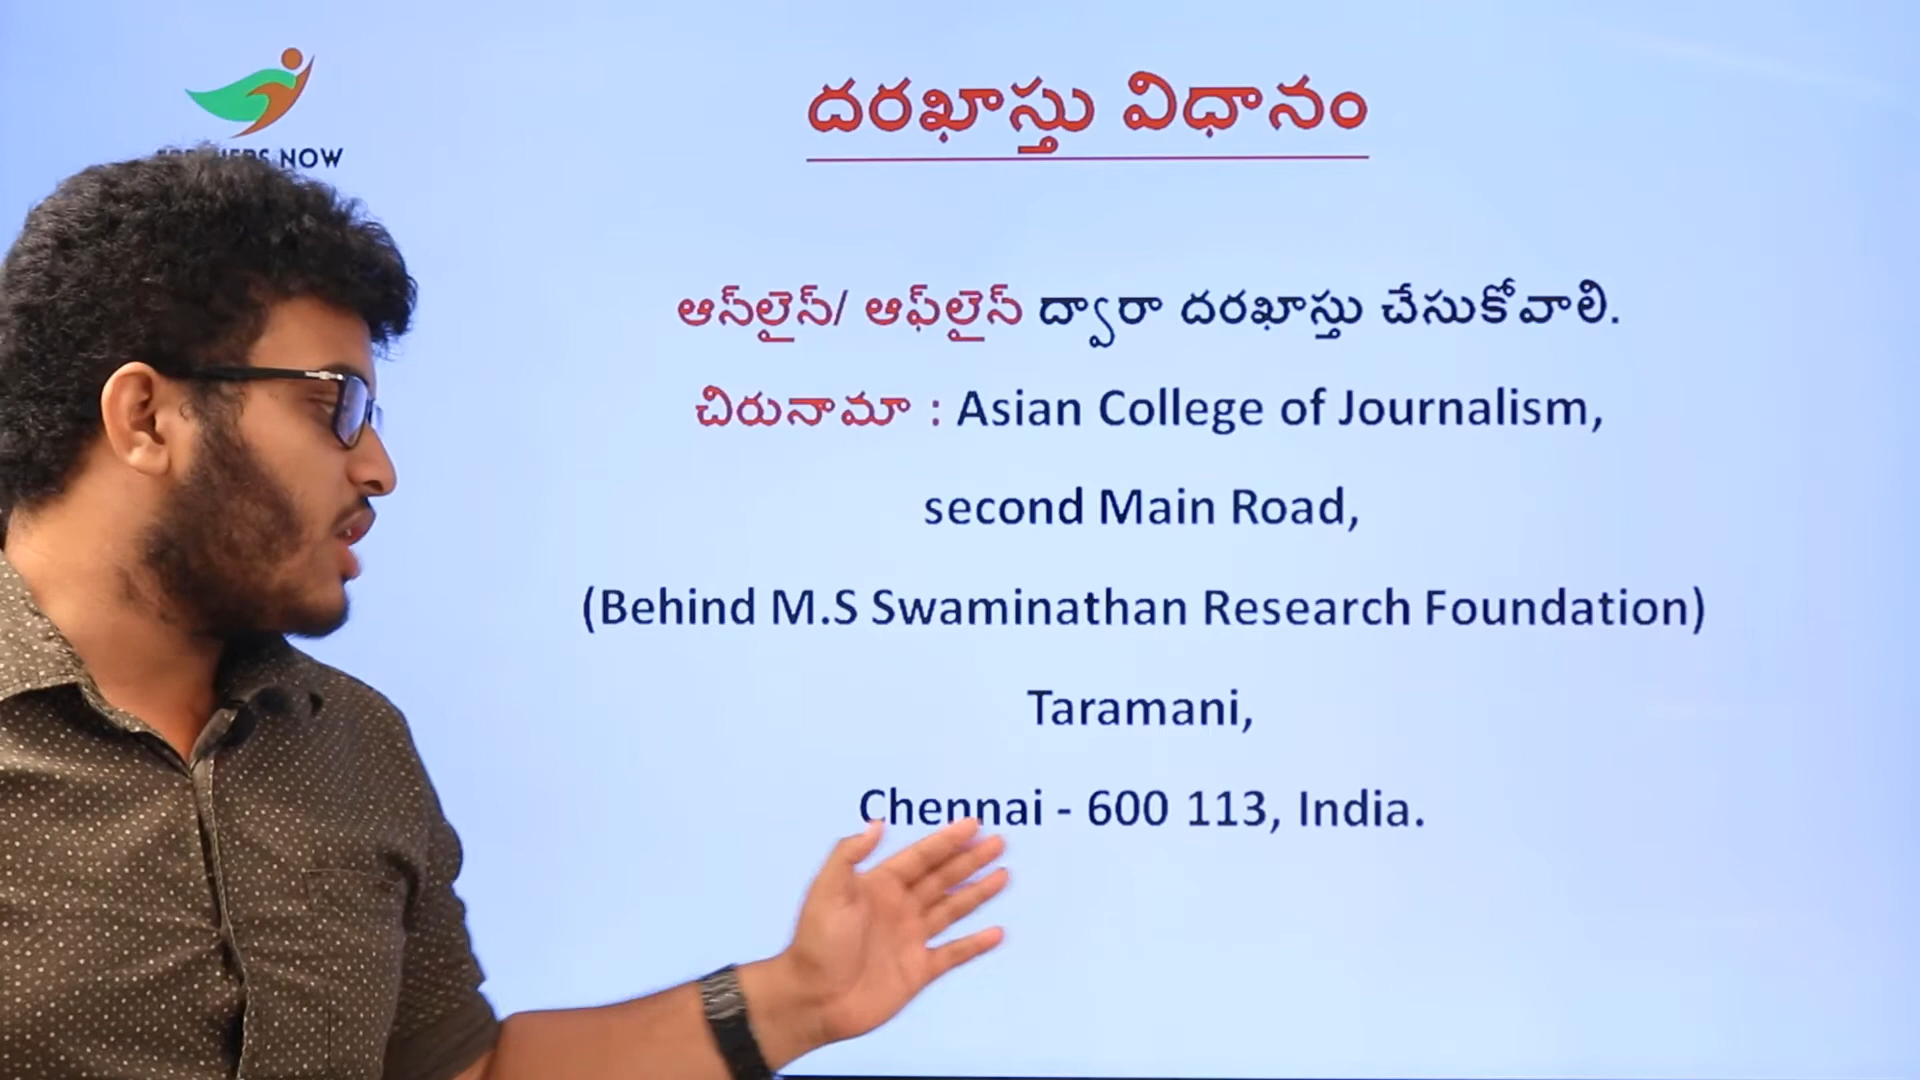 NOW
దరఖాస్తు విధానం
ఆన్‌లైన్/ ఆఫ్‌లైన్ ద్వారా దరఖాస్తు చేసుకోవాలి.
చిరునామా : Asian College of Journalism,
second Main Road,
(Behind M.S Swaminathan Research Foundation)
Taramani,
Chennai - 600 113, India.